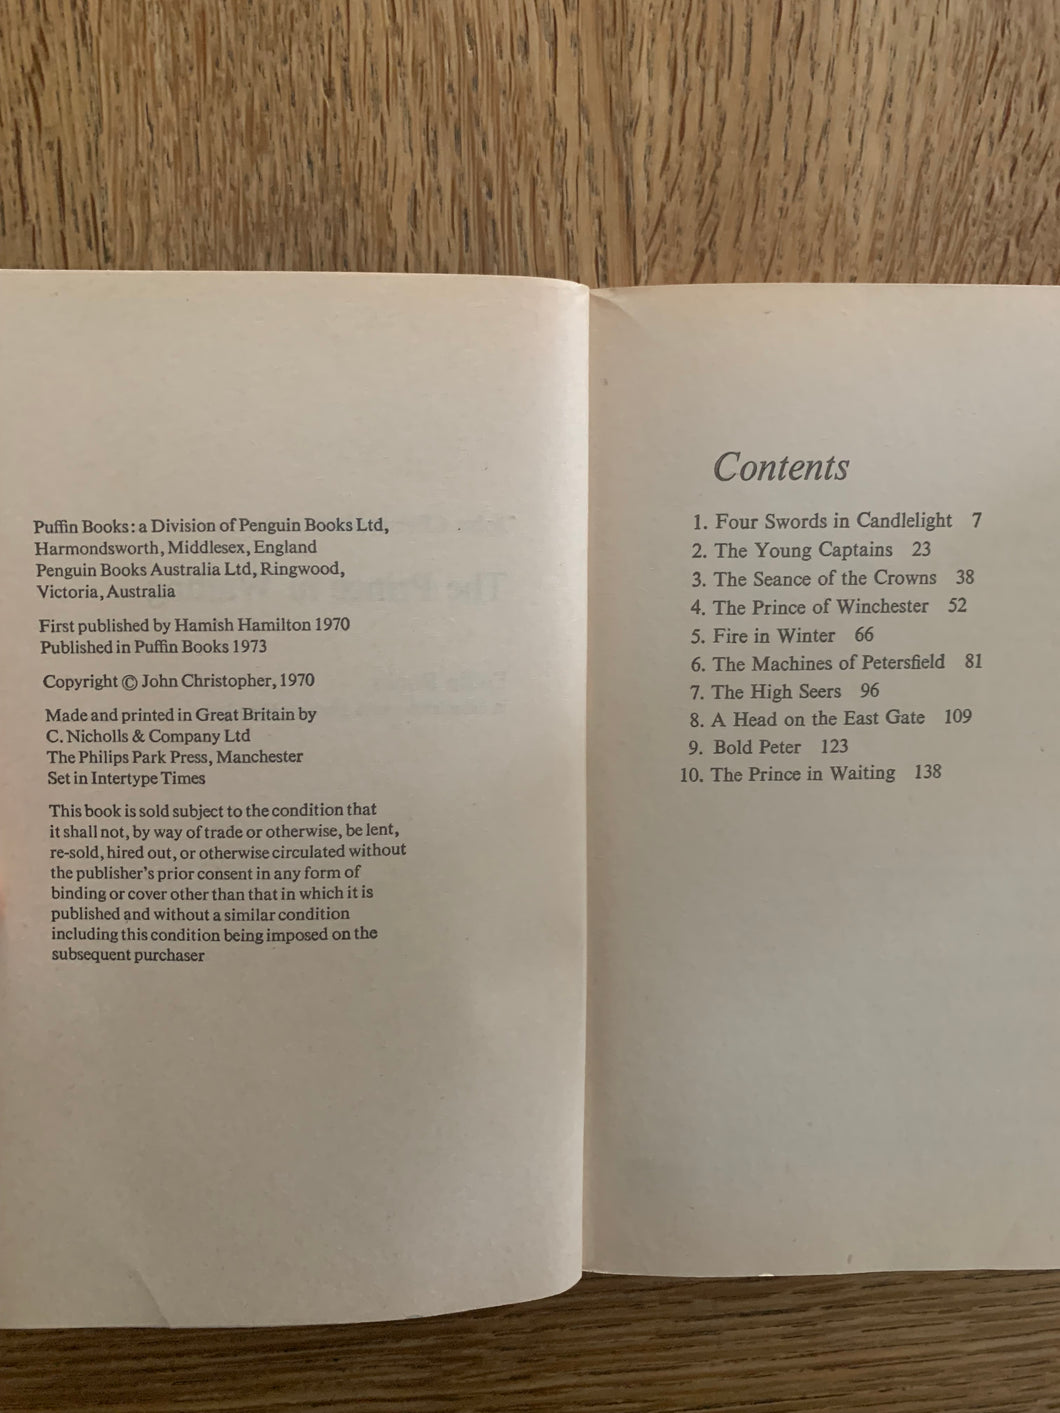 Puffin Books: a Division of Penguin Books Ltd,
Harmondsworth, Middlesex, England
Penguin Books Australia Ltd, Ringwood,
Victoria, Australia
First published by Hamish Hamilton 1970
Published in Puffin Books 1973
Copyright © John Christopher, 1970
Made and printed in Great Britain by
C. Nicholls & Company Ltd
The Philips Park Press, Manchester
Set in Intertype Times
This book is sold subject to the condition that
it shall not, by way of trade or otherwise, be lent,
re-sold, hired out, or otherwise circulated without
the publisher's prior consent in any form of
binding or cover other than that in which it is
published and without a similar condition
including this condition being imposed on the
subsequent purchaser
Contents
1. Four Swords in Candlelight 7
2. The Young Captains 23
3. The Seance of the Crowns 38
4. The Prince of Winchester 52
5. Fire in Winter 66
6. The Machines of Petersfield 81
7. The High Seers 96
8. A Head on the East Gate 109
9. Bold Peter 123
10. The Prince in Waiting 138